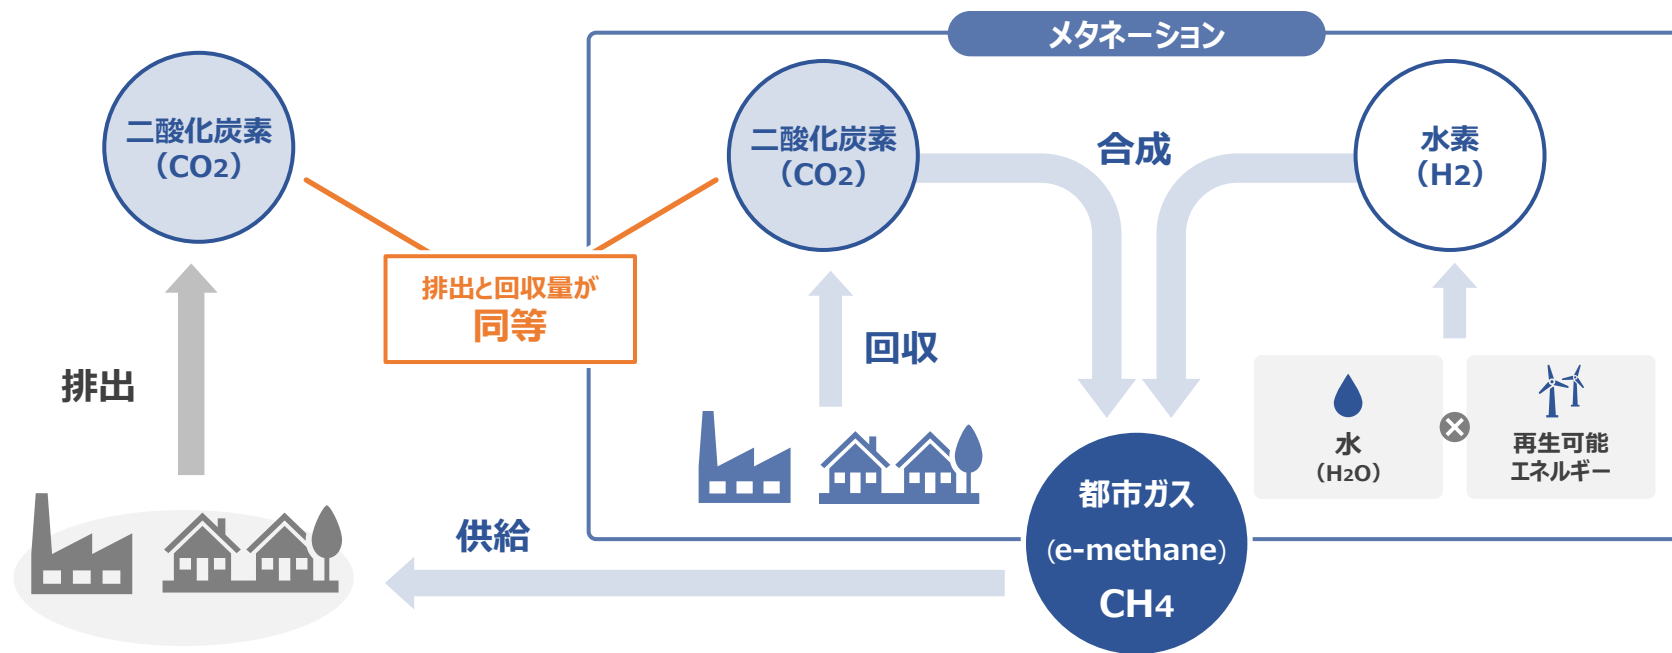 メタネーション
二酸化炭素
（CO2）
二酸化炭素
（CO2）
合成
水素
（H2）
排出と回収量が
同等
排出
回収
水
（H2O）
再生可能
エネルギー
供給
都市ガス
（e-methane）
CH4